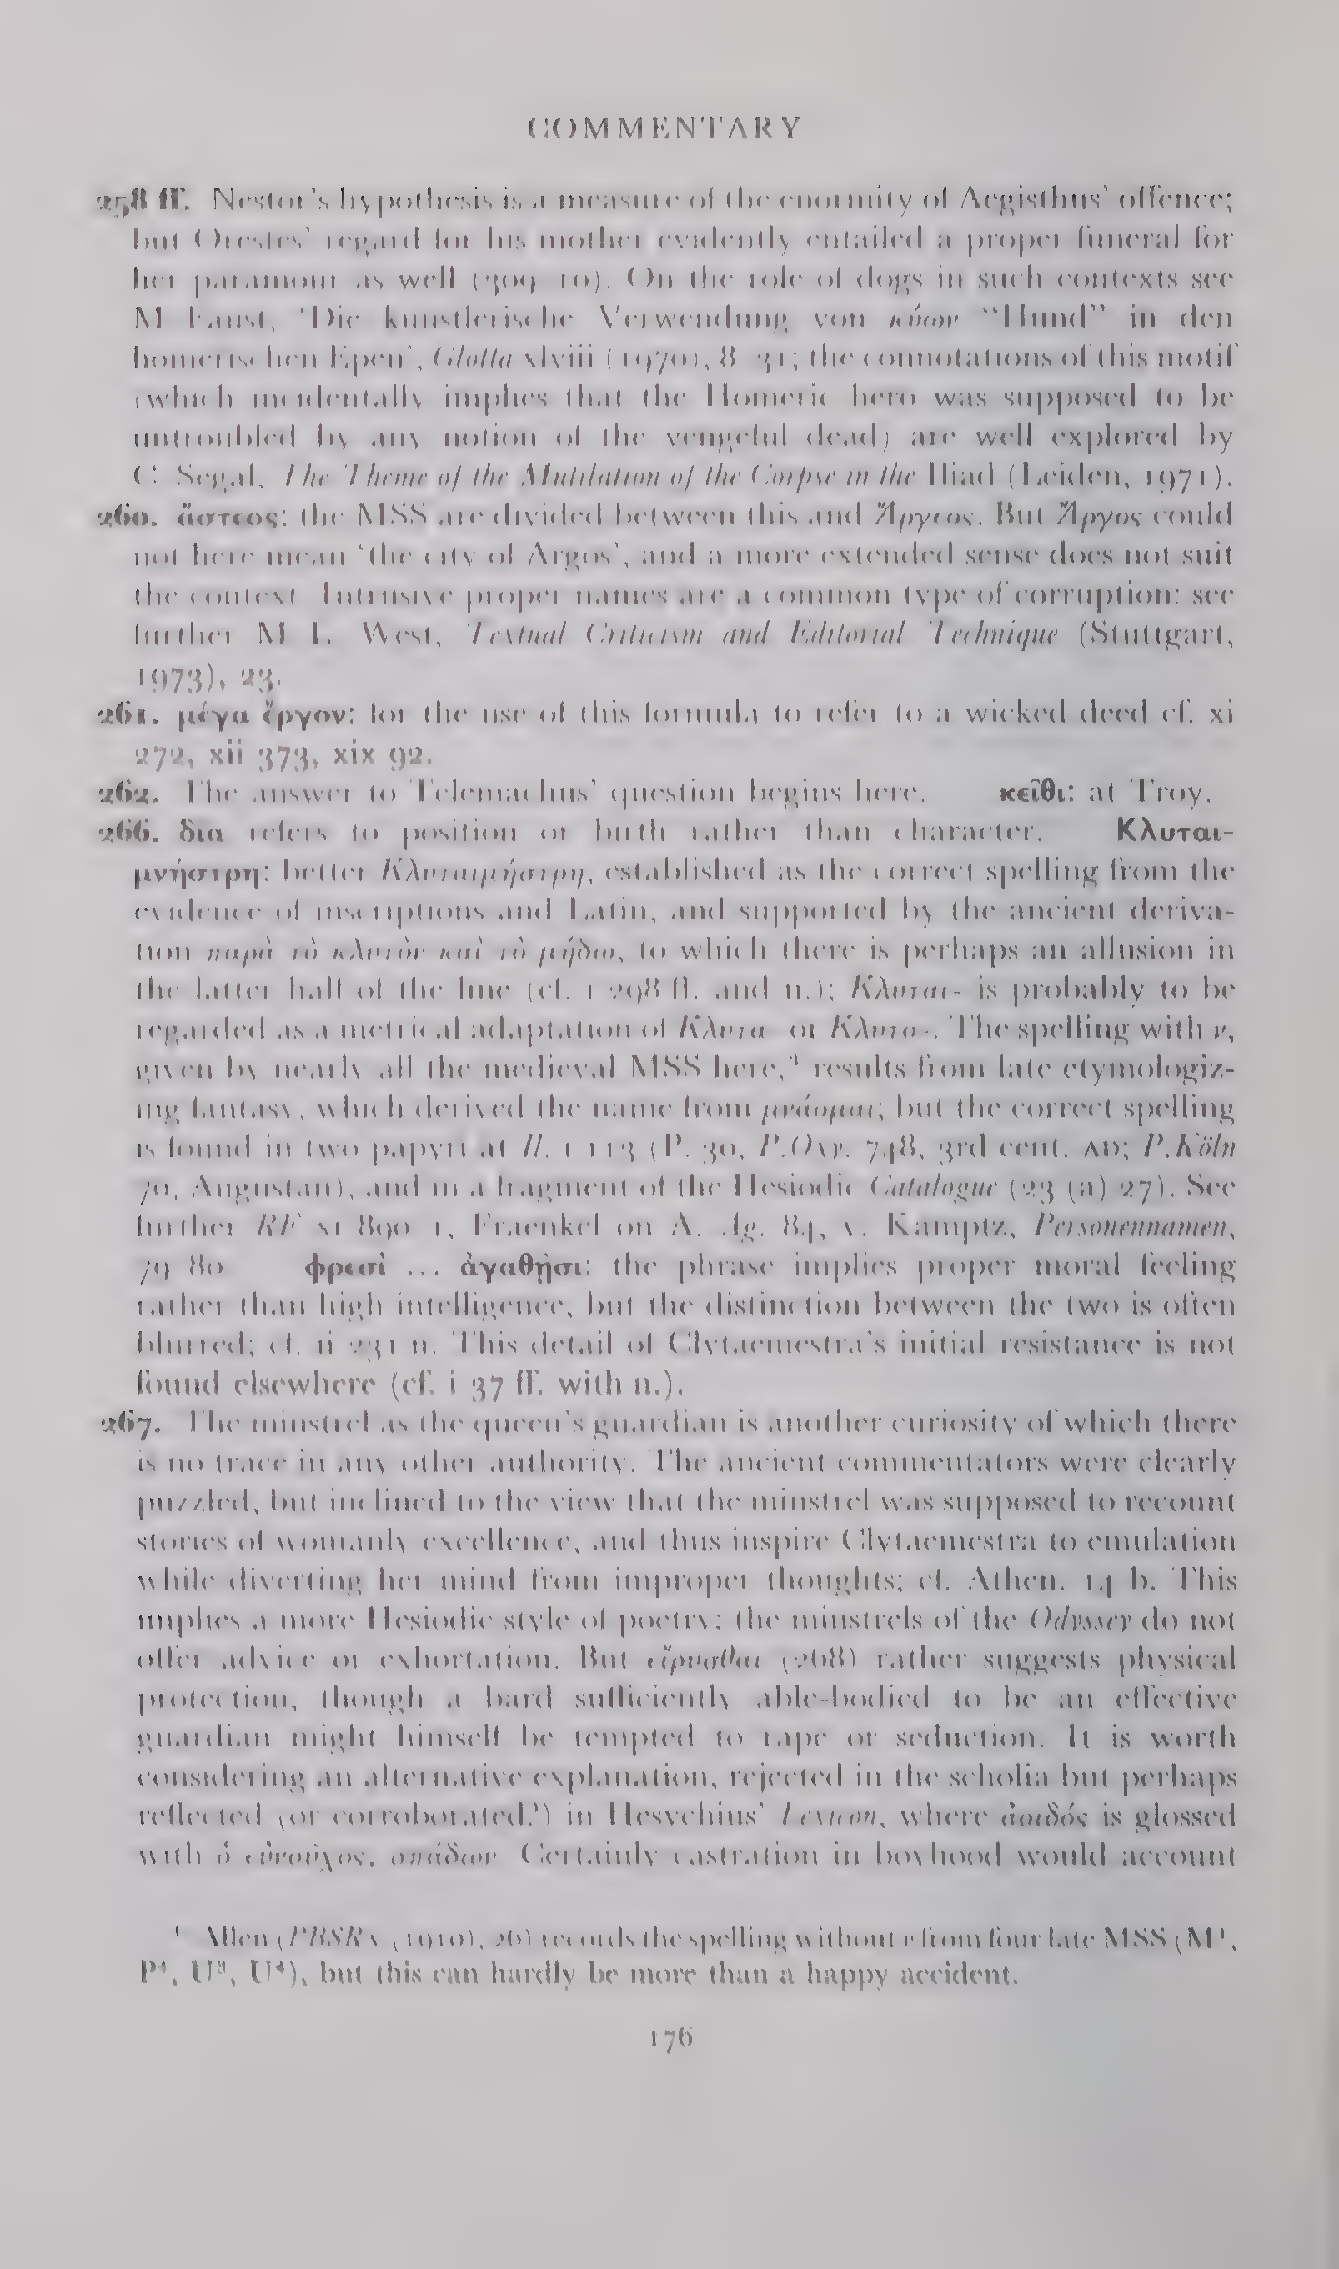 COMMENTARY
258 ff. Nestor's hypothesis is a measure of the enormity of Aegisthus' offence;
but Orestes' regard for his mother evidently entailed a proper funeral for
her paramour as well (309–10). On the role of dogs in such contexts see
M. Faust, 'Die künstlerische Verwendung von κύων "Hund" in den
homerischen Epen', Glotta xlviii (1970), 8–31; the connotations of this motif
(which incidentally implies that the Homeric hero was supposed to be
untroubled by any notion of the vengeful dead) are well explored by
C. Segal, The Theme of the Mutilation of the Corpse in the Iliad (Leiden, 1971).
260. ἄστεος: the MSS are divided between this and Ἄργεος. But Ἄργος could
not here mean 'the city of Argos', and a more extended sense does not suit
the context. Intrusive proper names are a common type of corruption: see
further M. L. West, Textual Criticism and Editorial Technique (Stuttgart,
1973), 23.
261. μέγα ἔργον: for the use of this formula to refer to a wicked deed cf. xi
272, xii 373, xix 92.
262. The answer to Telemachus' question begins here. κεῖθι: at Troy.
266. δῖα refers to position or birth rather than character. Κλυται-
μνήστρη: better Κλυταιμήστρη, established as the correct spelling from the
evidence of inscriptions and Latin, and supported by the ancient deriva-
tion παρὰ τὸ κλυτὸν καὶ τὸ μήδω, to which there is perhaps an allusion in
the latter half of the line (cf. i 298 ff. and n.); Κλυται- is probably to be
regarded as a metrical adaptation of Κλυτα- or Κλυτο-. The spelling with ν,
given by nearly all the medieval MSS here,¹ results from late etymologiz-
ing fantasy, which derived the name from μνάομαι; but the correct spelling
is found in two papyri at Il. i 113 (P. 30, P.Oxy. 748, 3rd cent. AD; P.Köln
70, Augustan), and in a fragment of the Hesiodic Catalogue (23 (a) 27). See
further RE xi 890–1, Fraenkel on A. Ag. 84, v. Kamptz, Personennamen,
79–80. φρεσὶ ... ἀγαθῇσι: the phrase implies proper moral feeling
rather than high intelligence, but the distinction between the two is often
blurred; cf. ii 231 n. This detail of Clytaemestra's initial resistance is not
found elsewhere (cf. i 37 ff. with n.).
267. The minstrel as the queen's guardian is another curiosity of which there
is no trace in any other authority. The ancient commentators were clearly
puzzled, but inclined to the view that the minstrel was supposed to recount
stories of womanly excellence, and thus inspire Clytaemestra to emulation
while diverting her mind from improper thoughts; cf. Athen. 14 b. This
implies a more Hesiodic style of poetry; the minstrels of the Odyssey do not
offer advice or exhortation. But εἴρυσθαι (268) rather suggests physical
protection, though a bard sufficiently able-bodied to be an effective
guardian might himself be tempted to rape or seduction. It is worth
considering an alternative explanation, rejected in the scholia but perhaps
reflected (or corroborated?) in Hesychius' Lexicon, where ἀοιδός is glossed
with ὁ εὐνοῦχος, σπάδων. Certainly castration in boyhood would account
¹ Allen (PBSR v (1910), 26) records the spelling without ν from four late MSS (M¹,
P⁴, U³, U⁴), but this can hardly be more than a happy accident.
176